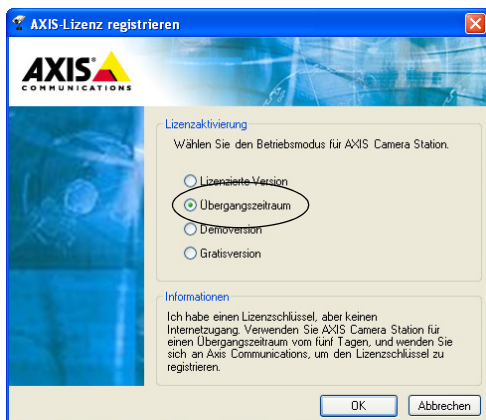 AXIS-Lizenz registrieren
AXIS
COMMUNICATIONS
Lizenzaktivierung
Wählen Sie den Betriebsmodus für AXIS Camera Station.
Lizenzierte Version
Übergangszeitraum
Demoversion
Gratisversion
Informationen
Ich habe einen Lizenzschlüssel, aber keinen
Internetzugang. Verwenden Sie AXIS Camera Station für
einen Übergangszeitraum vom fünf Tagen, und wenden Sie
sich an Axis Communications, um den Lizenzschlüssel zu
registrieren.
OK
Abbrechen